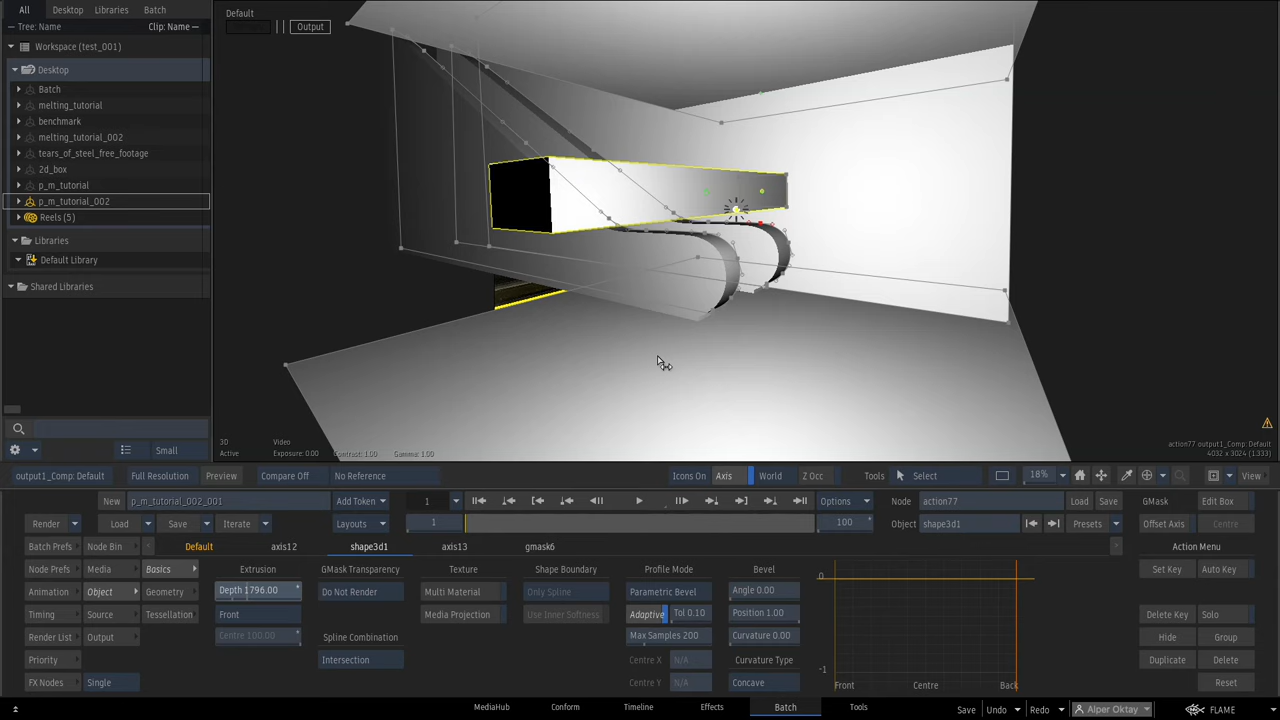 All Desktop Libraries Batch
Tree: Name Clip: Name
Workspace (test_001)
Desktop
Batch
melting_tutorial
benchmark
melting_tutorial_002
tears_of_steel_free_footage
2d_box
p_m_tutorial
p_m_tutorial_002
Reels (5)
Libraries
Default Library
Shared Libraries
Small
Default
Output
3D Video
Active Exposure: 0.00 Contrast: 1.00 Gamma: 1.00
action77 output1_Comp: Default
4032 x 3024 (1.333)
output1_Comp: Default Full Resolution Preview Compare Off No Reference Icons On Axis World Z Occ Tools Select 18% View
New p_m_tutorial_002_001 Add Token 1 Options Node action77 Load Save GMask Edit Box
Render Load Save Iterate Layouts 1 100 Object shape3d1 Presets Offset Axis Centre
Batch Prefs Node Bin Default axis12 shape3d1 axis13 gmask6 Action Menu
Node Prefs Media Basics Extrusion GMask Transparency Texture Shape Boundary Profile Mode Bevel 0 Set Key Auto Key
Animation Object Geometry Depth 1796.00 Do Not Render Multi Material Only Spline Parametric Bevel Angle 0.00
Timing Source Tessellation Front Media Projection Use Inner Softness Adaptive Tol 0.10 Position 1.00 Delete Key Solo
Render List Output Centre 100.00 Spline Combination Max Samples 200 Curvature 0.00 Hide Group
Priority Intersection Centre X N/A Curvature Type -1 Duplicate Delete
FX Nodes Single Centre Y N/A Concave Front Centre Back Reset
MediaHub Conform Timeline Effects Batch Tools Save Undo Redo Alper Oktay FLAME